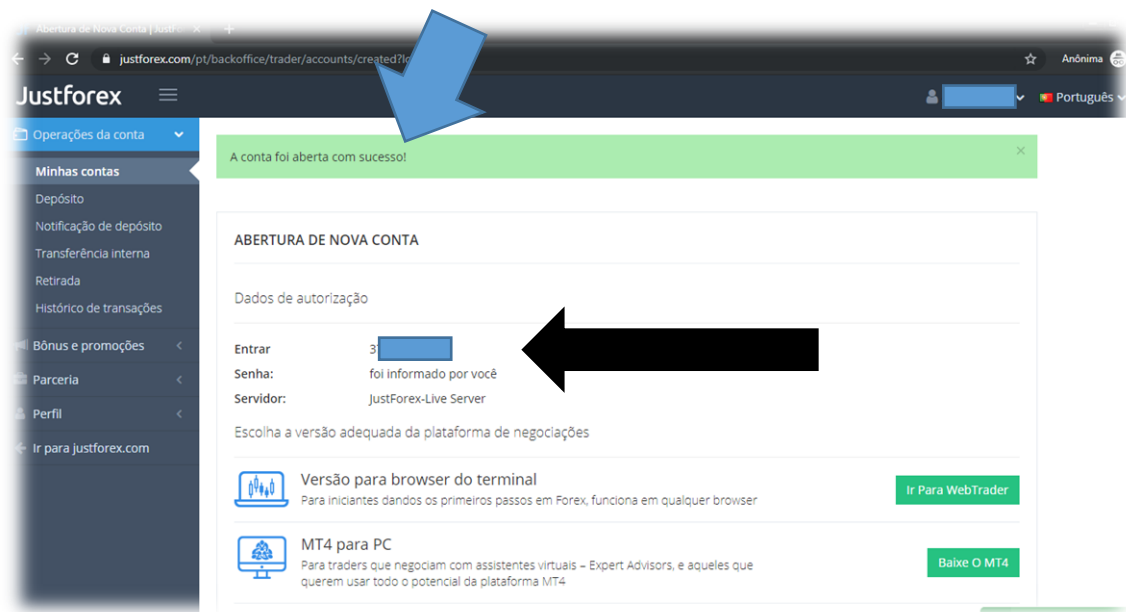 Abertura de Nova Conta | JustF
justforex.com/pt/backoffice/trader/accounts/created?lo
Anônima
Justforex
Português
Operações da conta
A conta foi aberta com sucesso!
Minhas contas
Depósito
Notificação de depósito
Transferência interna
Retirada
Histórico de transações
Bônus e promoções
Parceria
Perfil
Ir para justforex.com
ABERTURA DE NOVA CONTA
Dados de autorização
Entrar 3
Senha: foi informado por você
Servidor: JustForex-Live Server
Escolha a versão adequada da plataforma de negociações
Versão para browser do terminal
Para iniciantes dandos os primeiros passos em Forex, funciona em qualquer browser
Ir Para WebTrader
MT4 para PC
Para traders que negociam com assistentes virtuais – Expert Advisors, e aqueles que
querem usar todo o potencial da plataforma MT4
Baixe O MT4